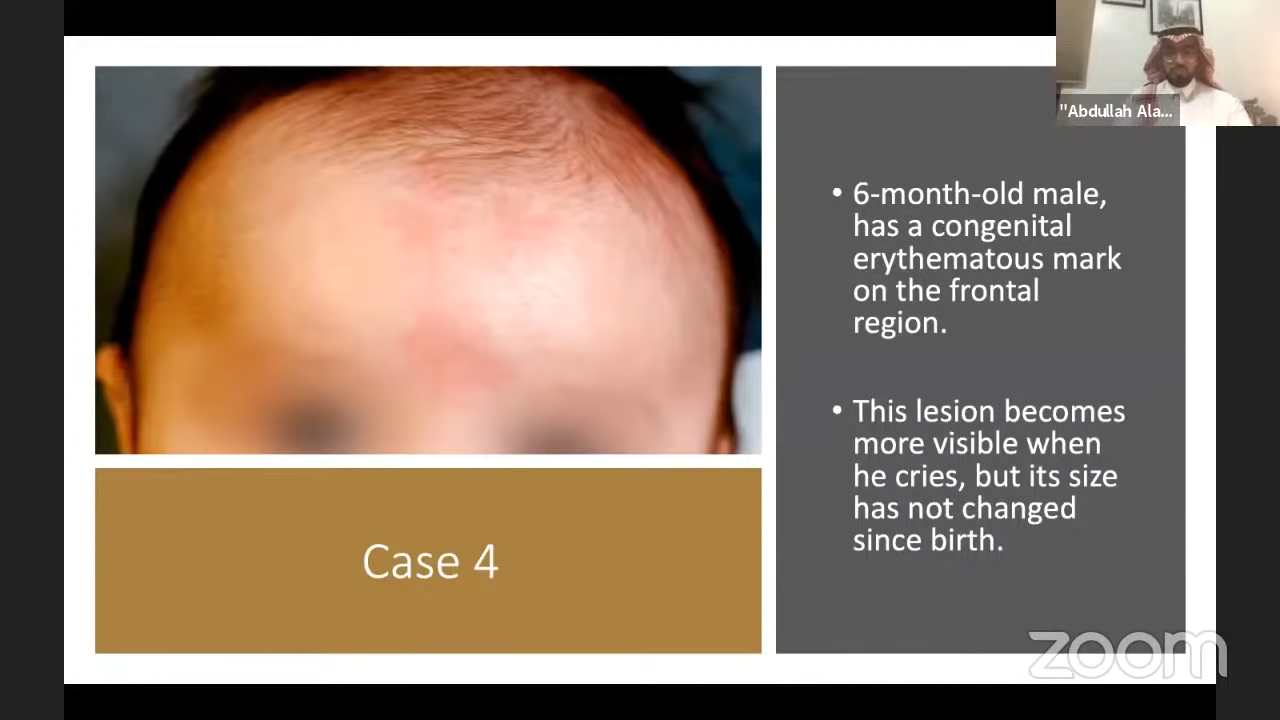 "Abdullah Ala...
• 6-month-old male,
has a congenital
erythematous mark
on the frontal
region.
• This lesion becomes
more visible when
he cries, but its size
has not changed
since birth.
Case 4
zoom